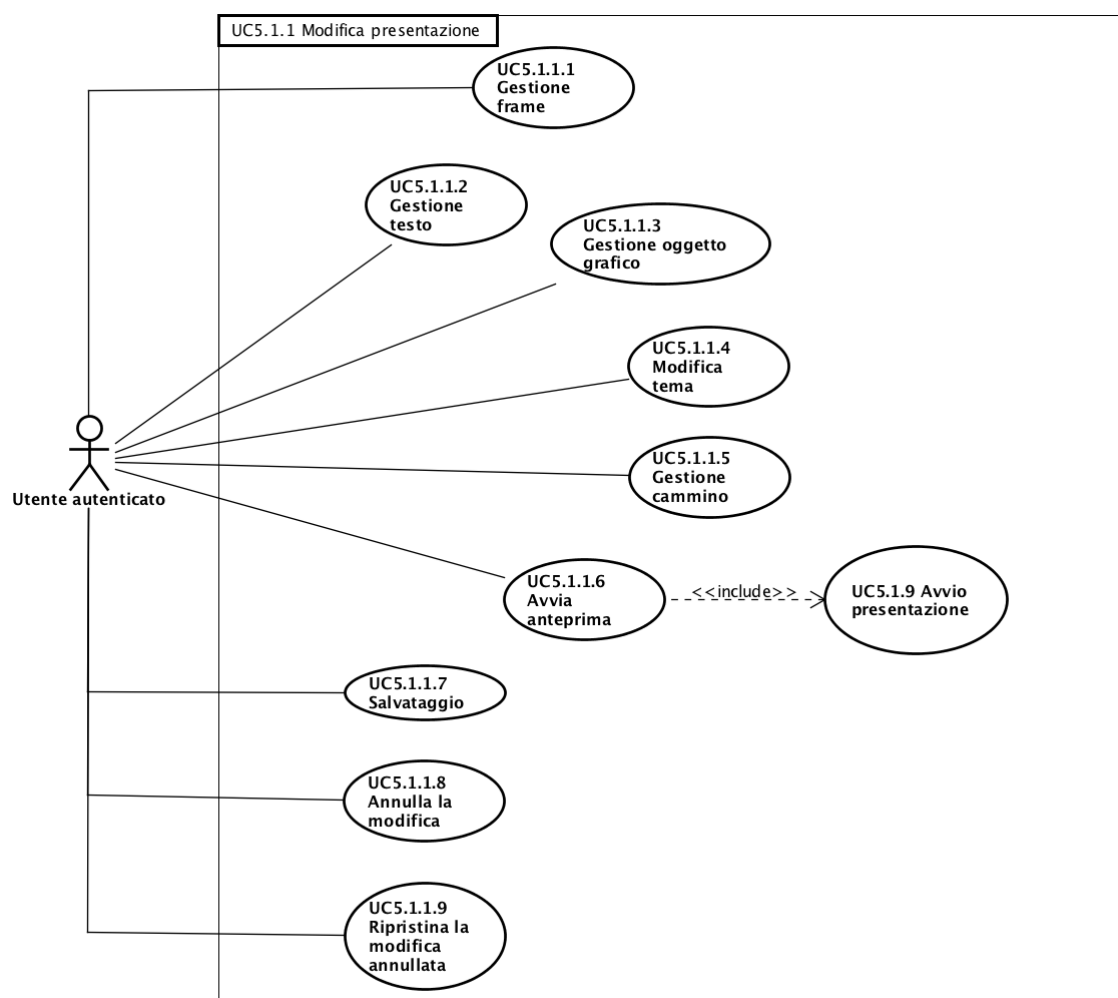 UC5.1.1 Modifica presentazione
UC5.1.1.1
Gestione
frame
UC5.1.1.2
Gestione
testo
UC5.1.1.3
Gestione oggetto
grafico
UC5.1.1.4
Modifica
tema
UC5.1.1.5
Gestione
cammino
Utente autenticato
UC5.1.1.6
Avvia
anteprima
<<include>>
UC5.1.9 Avvio
presentazione
UC5.1.1.7
Salvataggio
UC5.1.1.8
Annulla la
modifica
UC5.1.1.9
Ripristina la
modifica
annullata